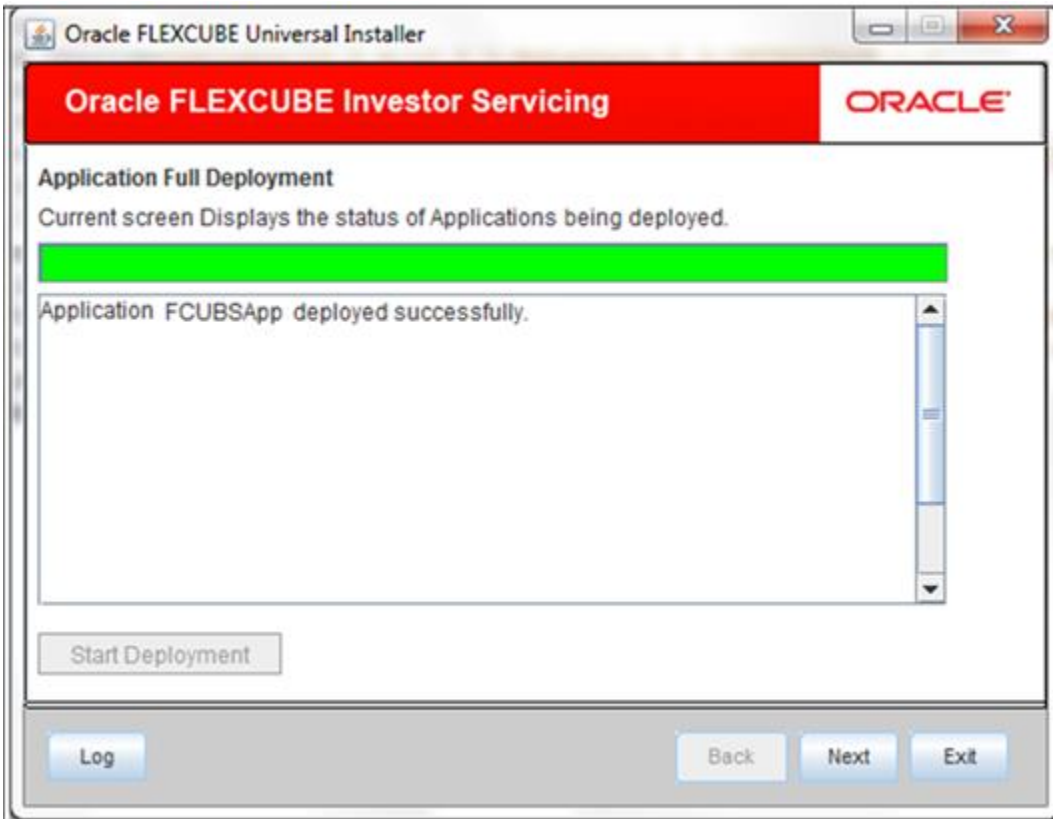 Oracle FLEXCUBE Universal Installer
Oracle FLEXCUBE Investor Servicing
ORACLE
Application Full Deployment
Current screen Displays the status of Applications being deployed.
Application FCUBSApp deployed successfully.
Start Deployment
Log Back Next Exit